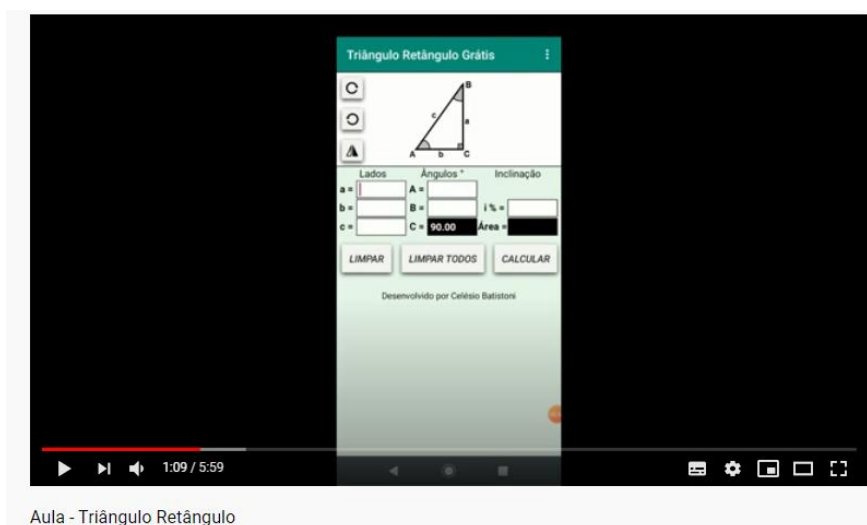 Triângulo Retângulo Grátis
B
c
a
A b C
Lados Ângulos ° Inclinação
a = A =
b = B = i % =
c = C = 90.00 Área =
LIMPAR LIMPAR TODOS CALCULAR
Desenvolvido por Celésio Batistoni
1:09 / 5:59
Aula - Triângulo Retângulo